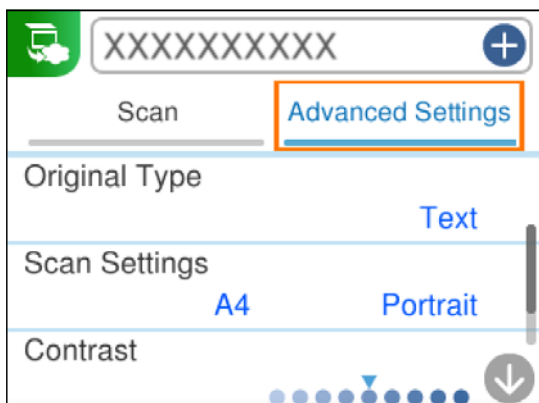 XXXXXXXXXX
Scan Advanced Settings
Original Type
Text
Scan Settings
A4 Portrait
Contrast